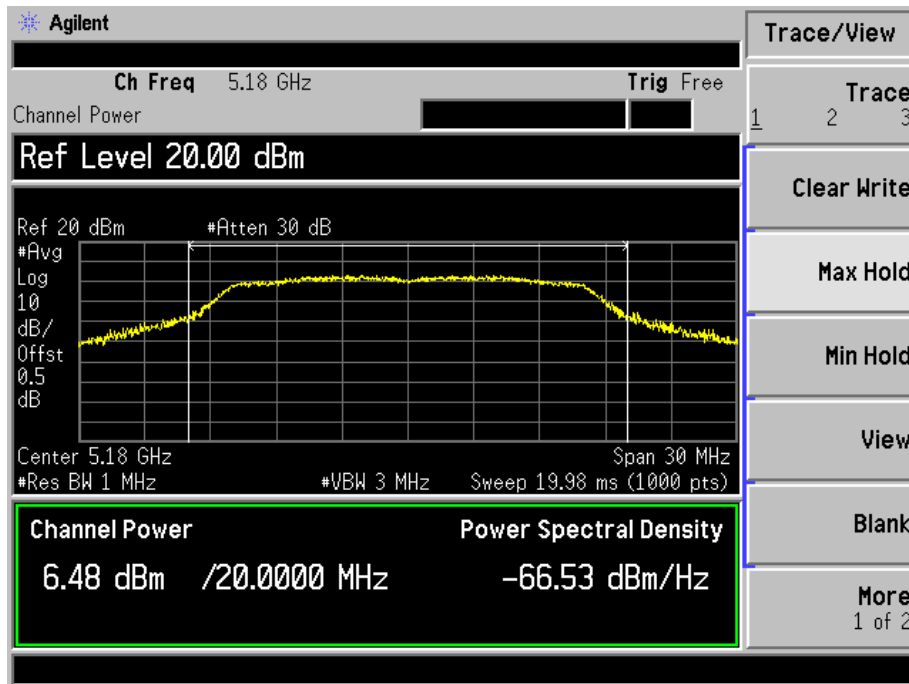 Agilent
Trace/View
Ch Freq 5.18 GHz Trig Free
Channel Power
Trace
1 2 3
Ref Level 20.00 dBm
Clear Write
Ref 20 dBm #Atten 30 dB
#Avg
Log
10
dB/
Offst
0.5
dB
Max Hold
Min Hold
Center 5.18 GHz Span 30 MHz
#Res BW 1 MHz #VBW 3 MHz Sweep 19.98 ms (1000 pts)
View
Channel Power Power Spectral Density
6.48 dBm /20.0000 MHz -66.53 dBm/Hz
Blank
More
1 of 2